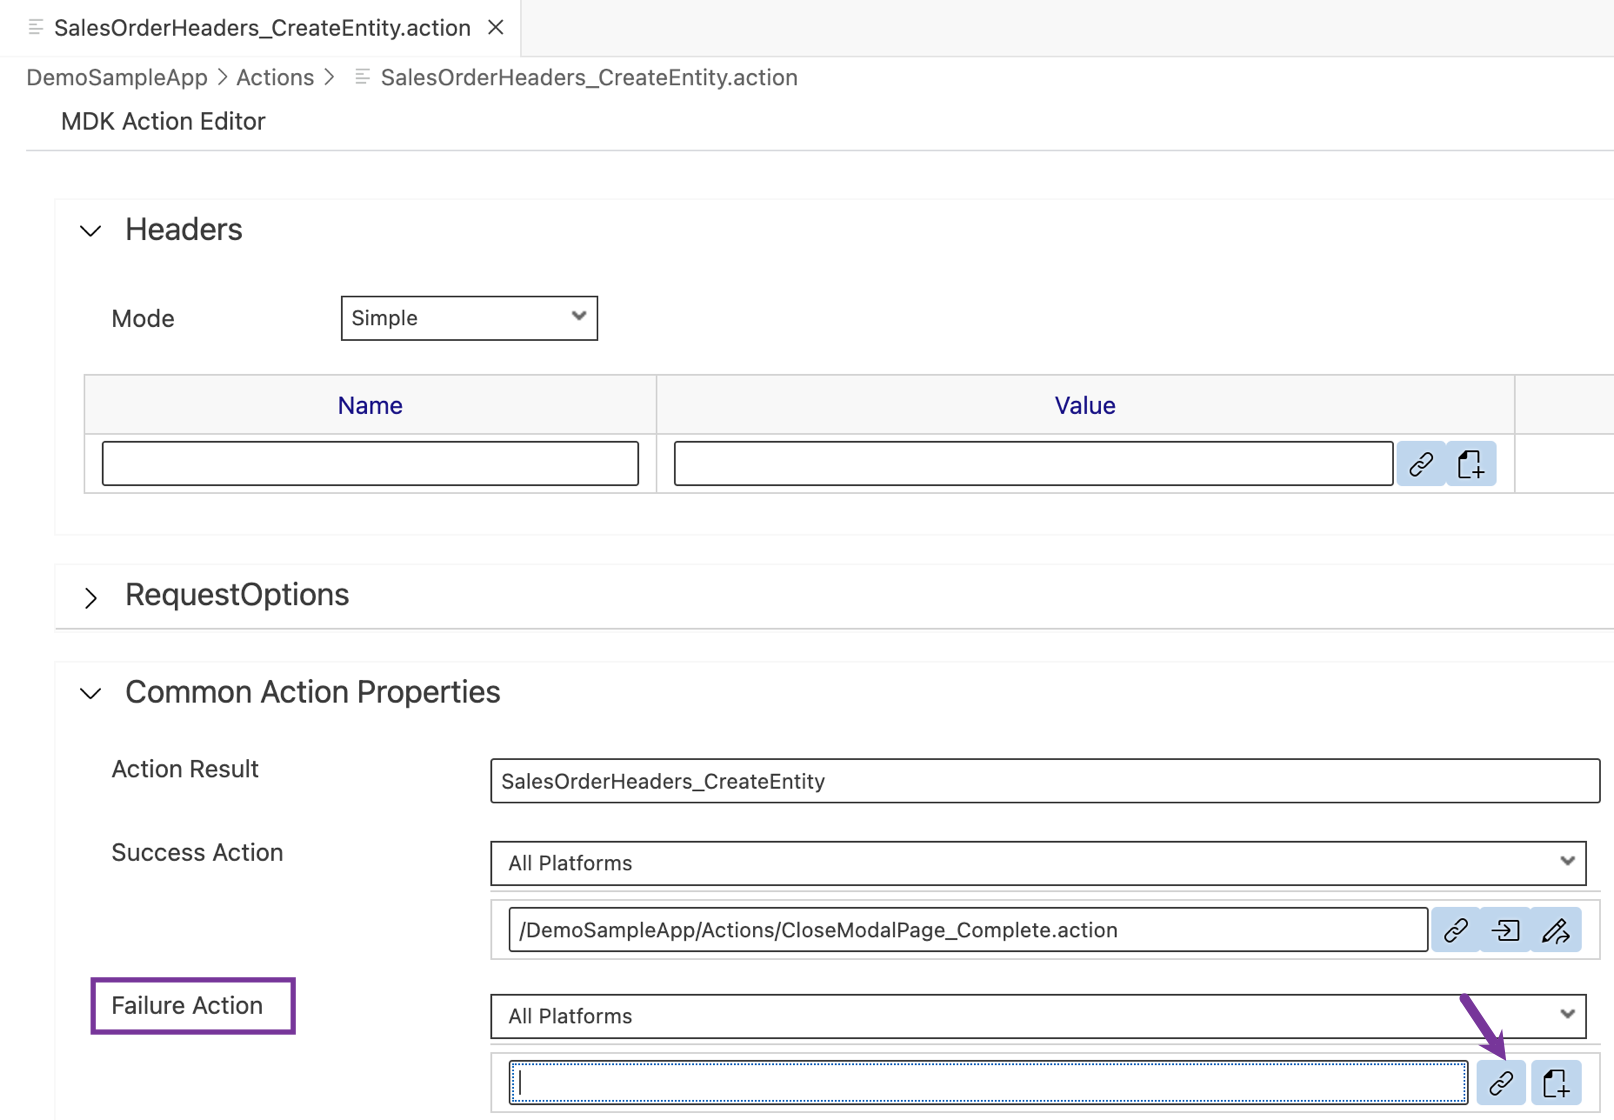 SalesOrderHeaders_CreateEntity.action
DemoSampleApp > Actions > SalesOrderHeaders_CreateEntity.action
MDK Action Editor
Headers
Mode Simple
Name Value
RequestOptions
Common Action Properties
Action Result SalesOrderHeaders_CreateEntity
Success Action All Platforms
/DemoSampleApp/Actions/CloseModalPage_Complete.action
Failure Action All Platforms